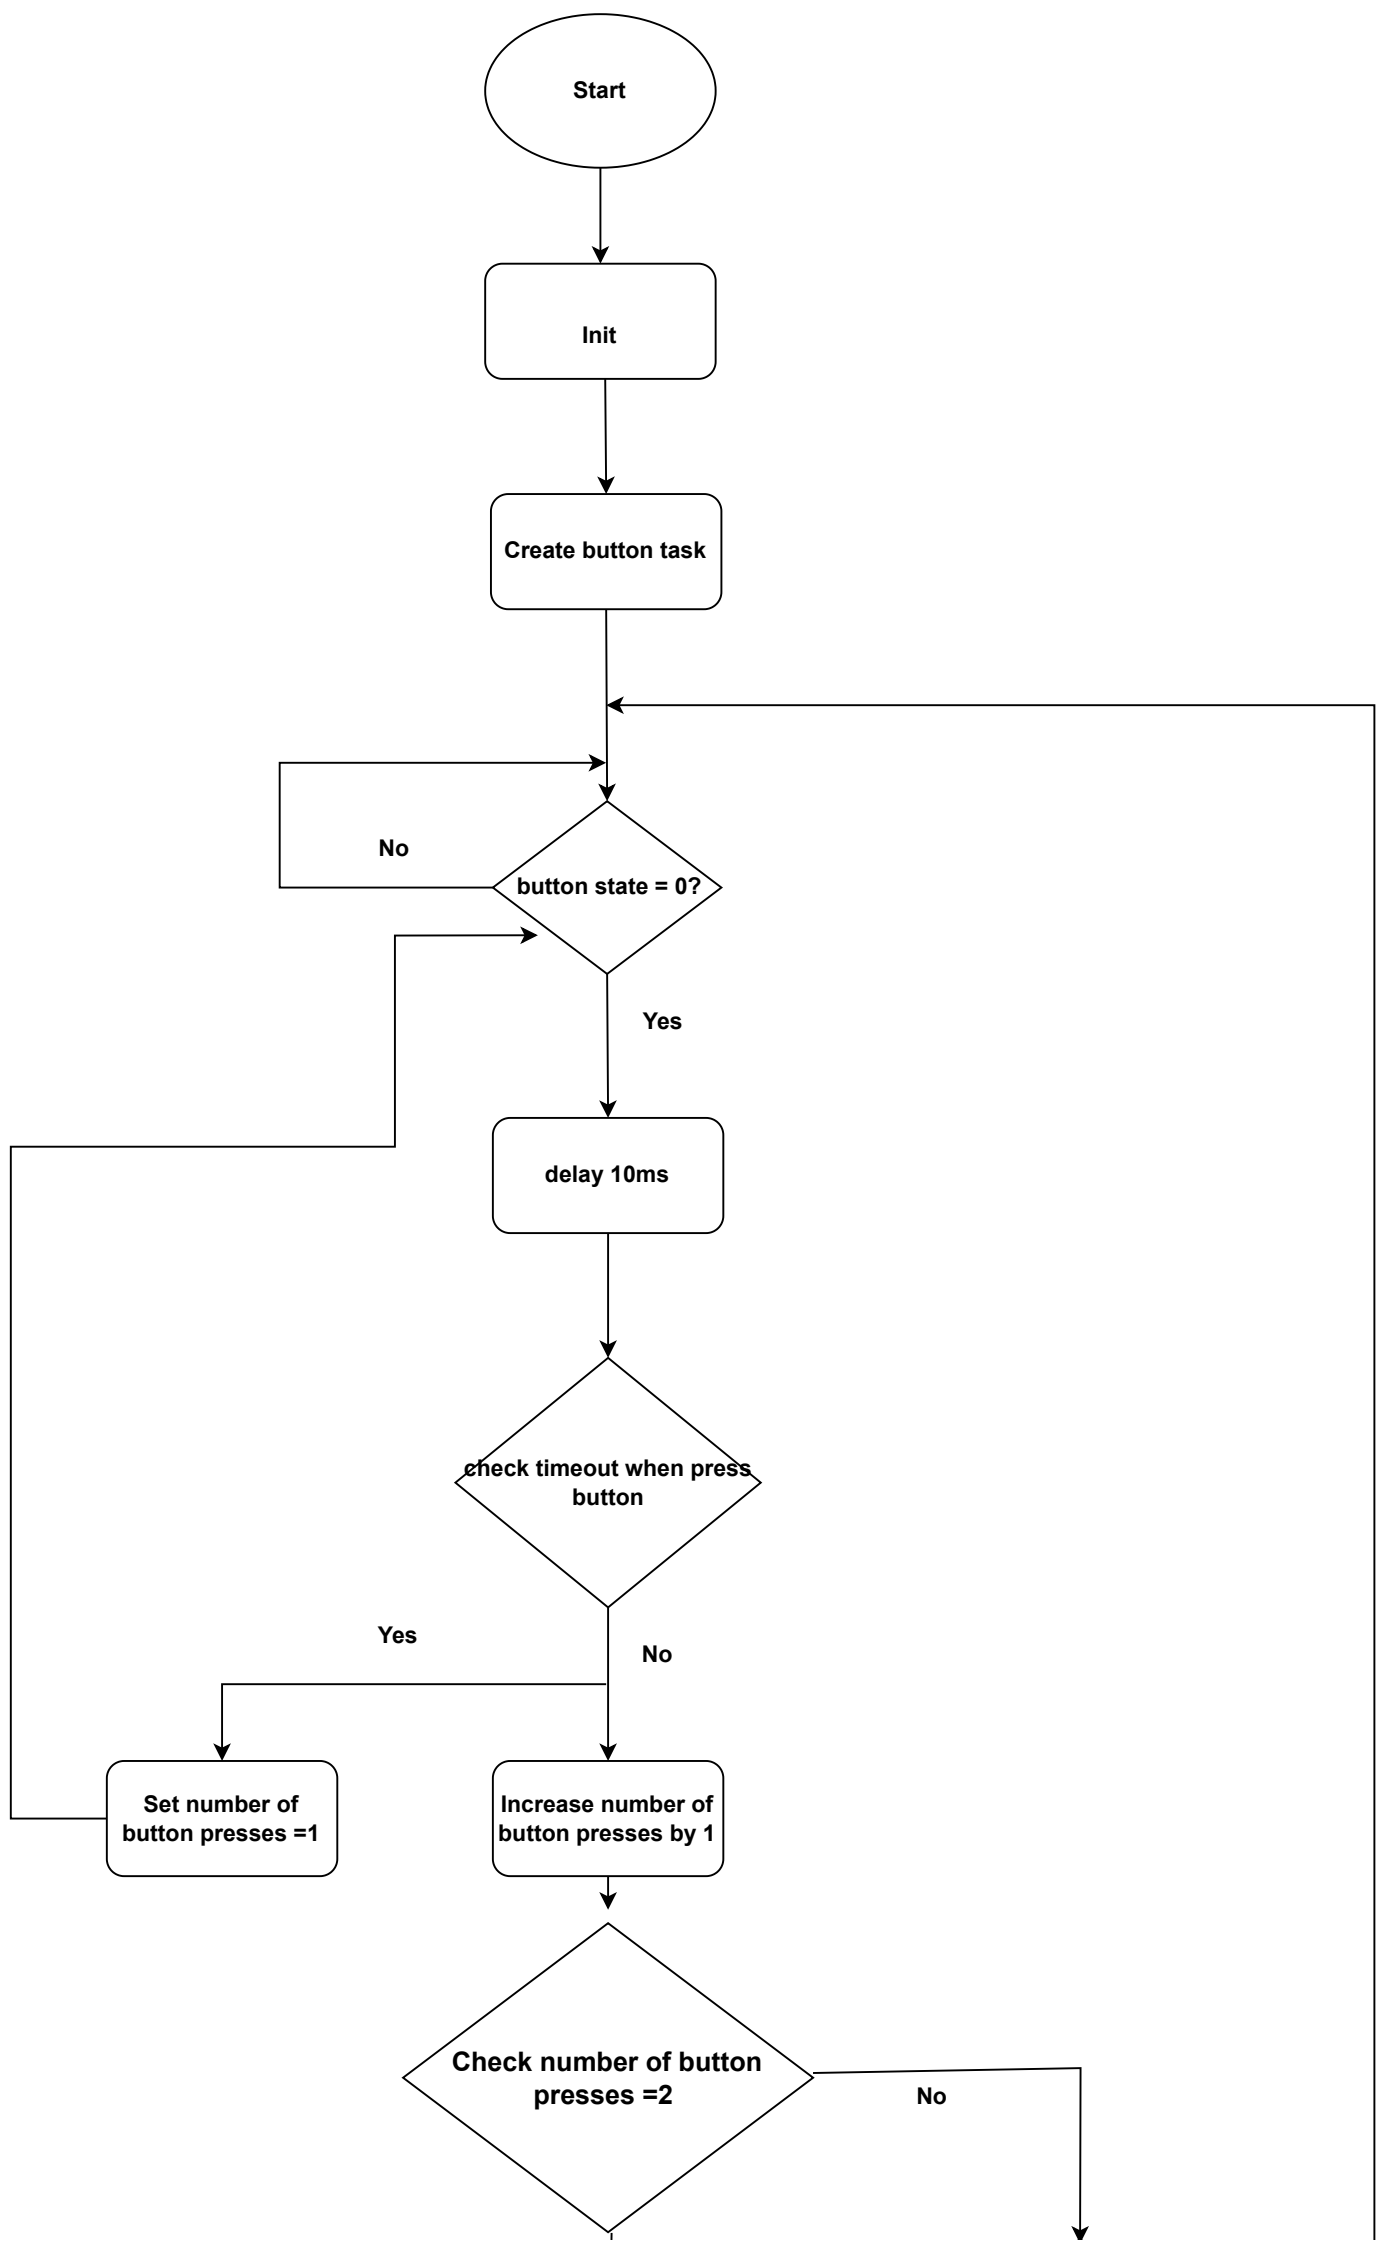 Start
Init
Create button task
No
button state = 0?
Yes
delay 10ms
check timeout when press
button
Yes
No
Set number of
button presses =1
Increase number of
button presses by 1
Check number of button
presses =2
No